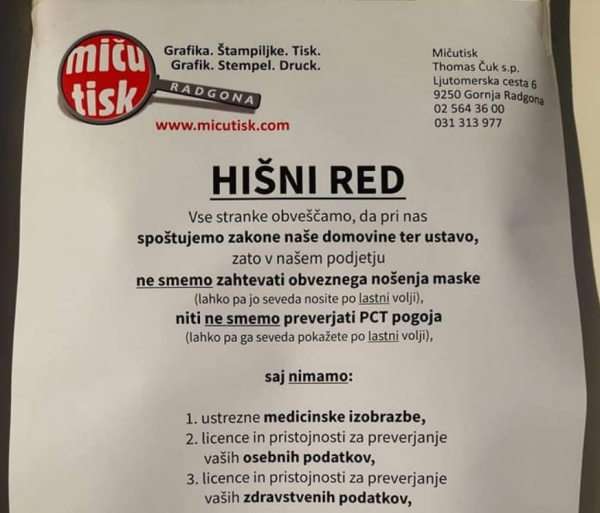 miču
tisk
RADGONA
Grafika. Štampiljke. Tisk.
Grafik. Stempel. Druck.
www.micutisk.com
Mičutisk
Thomas Čuk s.p.
Ljutomerska cesta 6
9250 Gornja Radgona
02 564 36 00
031 313 977
HIŠNI RED
Vse stranke obveščamo, da pri nas
spoštujemo zakone naše domovine ter ustavo,
zato v našem podjetju
ne smemo zahtevati obveznega nošenja maske
(lahko pa jo seveda nosite po lastni volji),
niti ne smemo preverjati PCT pogoja
(lahko pa ga seveda pokažete po lastni volji),
saj nimamo:
1. ustrezne medicinske izobrazbe,
2. licence in pristojnosti za preverjanje
vaših osebnih podatkov,
3. licence in pristojnosti za preverjanje
vaših zdravstvenih podatkov,